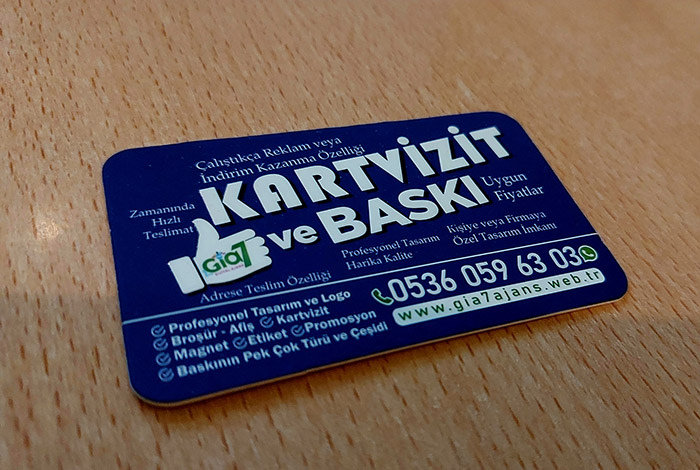 Çalıştıkça Reklam veya
İndirim Kazanma Özelliği
KARTVİZİT
ve BASKI
Zamanında
Hızlı
Teslimat
Uygun
Fiyatlar
Gia7
Adrese Teslim Özelliği
Profesyonel Tasarım
Harika Kalite
Kişiye veya Firmaya
Özel Tasarım İmkanı
Profesyonel Tasarım ve Logo
Broşür - Afiş Kartvizit
Magnet Etiket Promosyon
Baskının Pek Çok Türü ve Çeşidi
0536 059 63 03
www.gia7ajans.web.tr